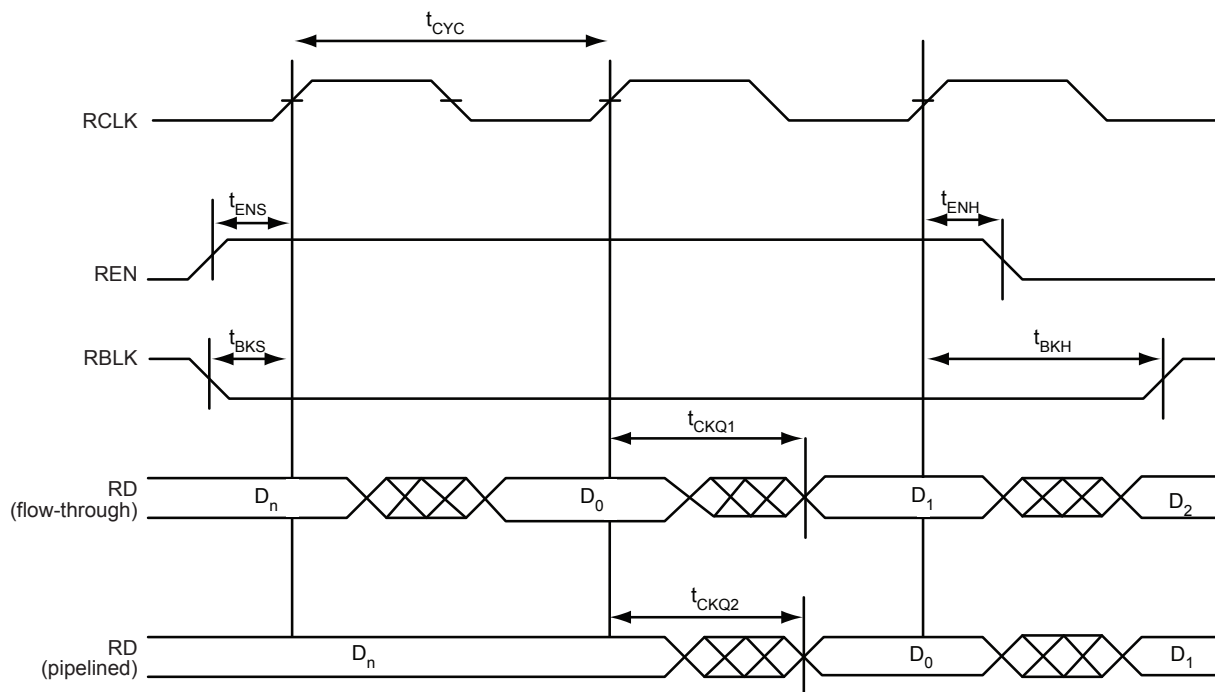 tCYC
RCLK
tENS
tENH
REN
tBKS
tBKH
RBLK
tCKQ1
RD
(flow-through)
Dn
D0
D1
D2
tCKQ2
RD
(pipelined)
Dn
D0
D1